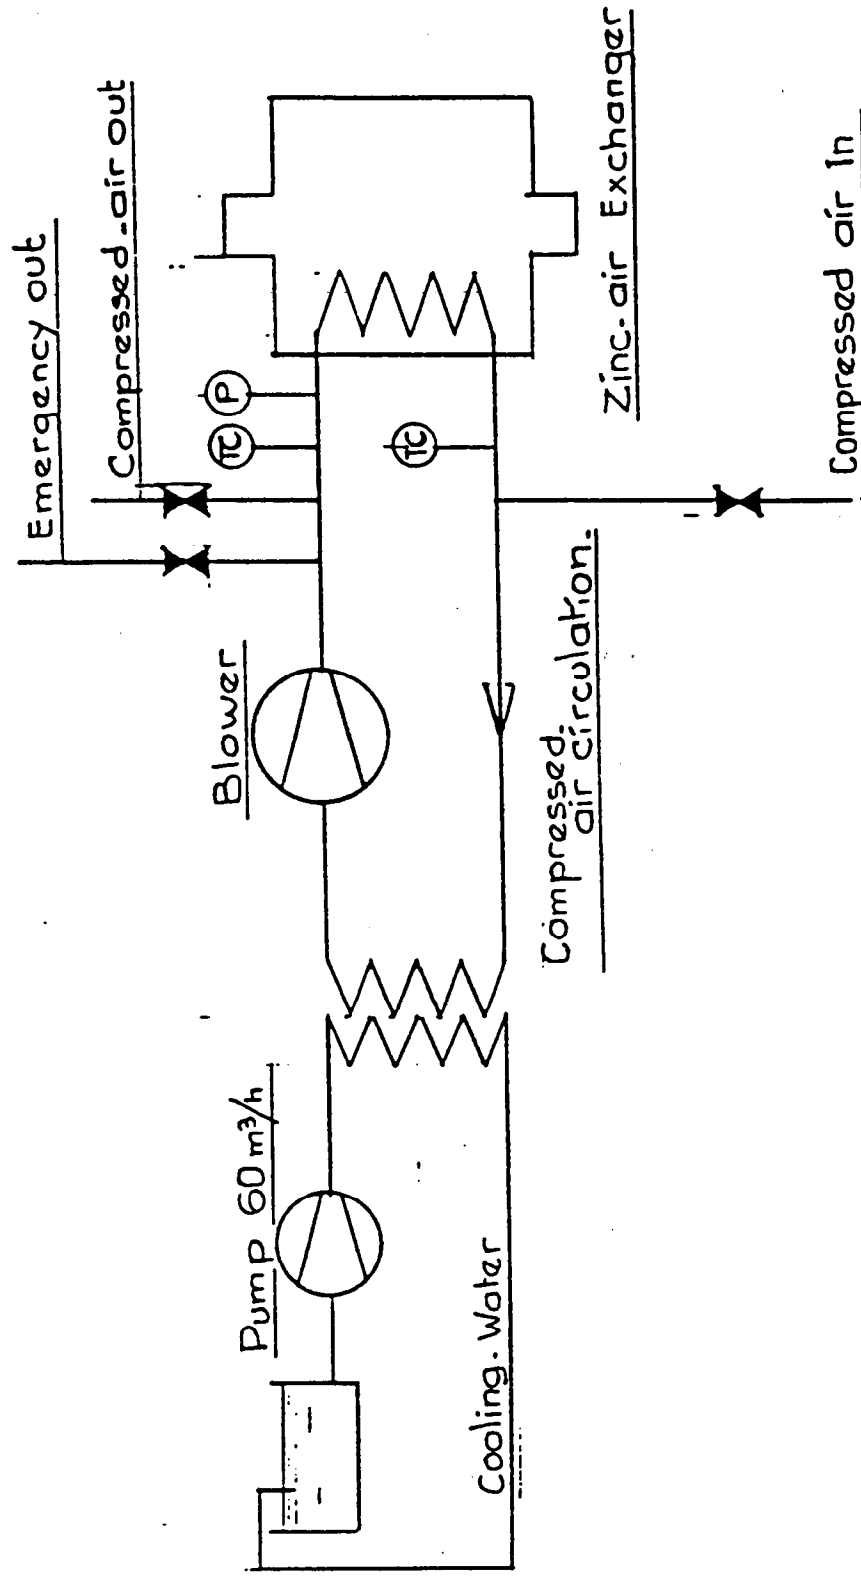 Emergency out
Compressed-air out
P
TC
TC
Zinc-air Exchanger
Compressed air In
Blower
Compressed.
air circulation.
Pump 60 m³/h
Cooling. Water